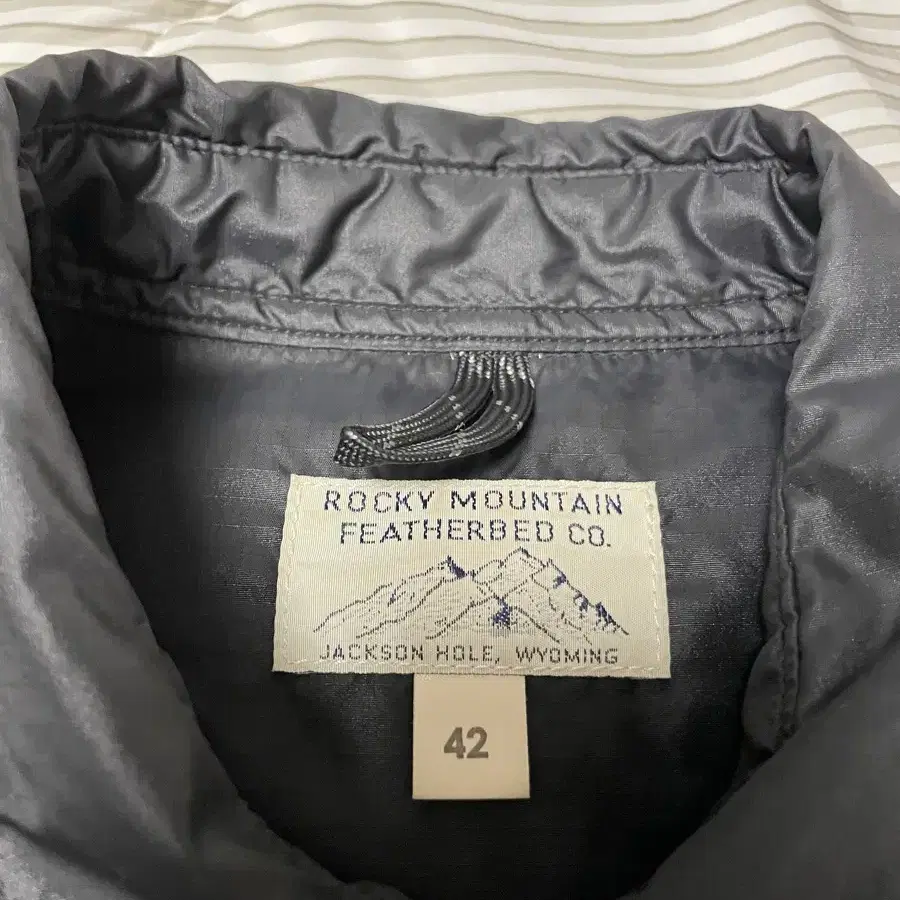 ROCKY MOUNTAIN
FEATHERBED CO.
JACKSON HOLE, WYOMING
42